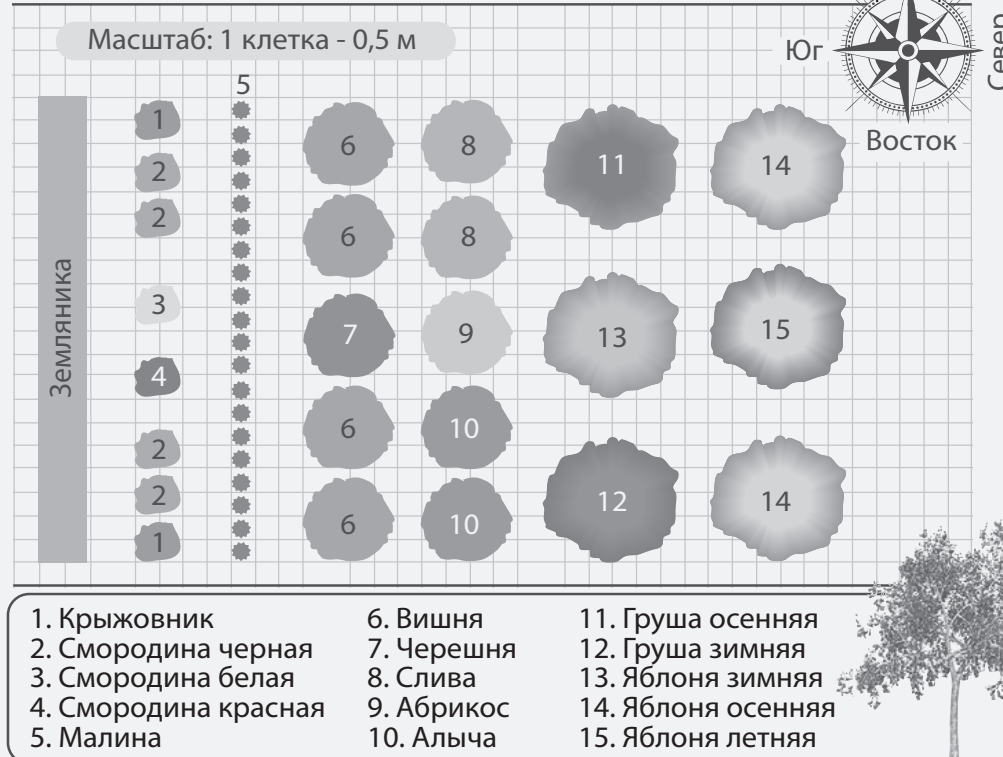 Масштаб: 1 клетка - 0,5 м
Юг
Север
Восток
5
Земляника
1
2
2
3
4
2
2
1
6
6
7
6
6
8
8
9
10
10
11
13
12
14
15
14
1. Крыжовник
2. Смородина черная
3. Смородина белая
4. Смородина красная
5. Малина
6. Вишня
7. Черешня
8. Слива
9. Абрикос
10. Алыча
11. Груша осенняя
12. Груша зимняя
13. Яблоня зимняя
14. Яблоня осенняя
15. Яблоня летняя